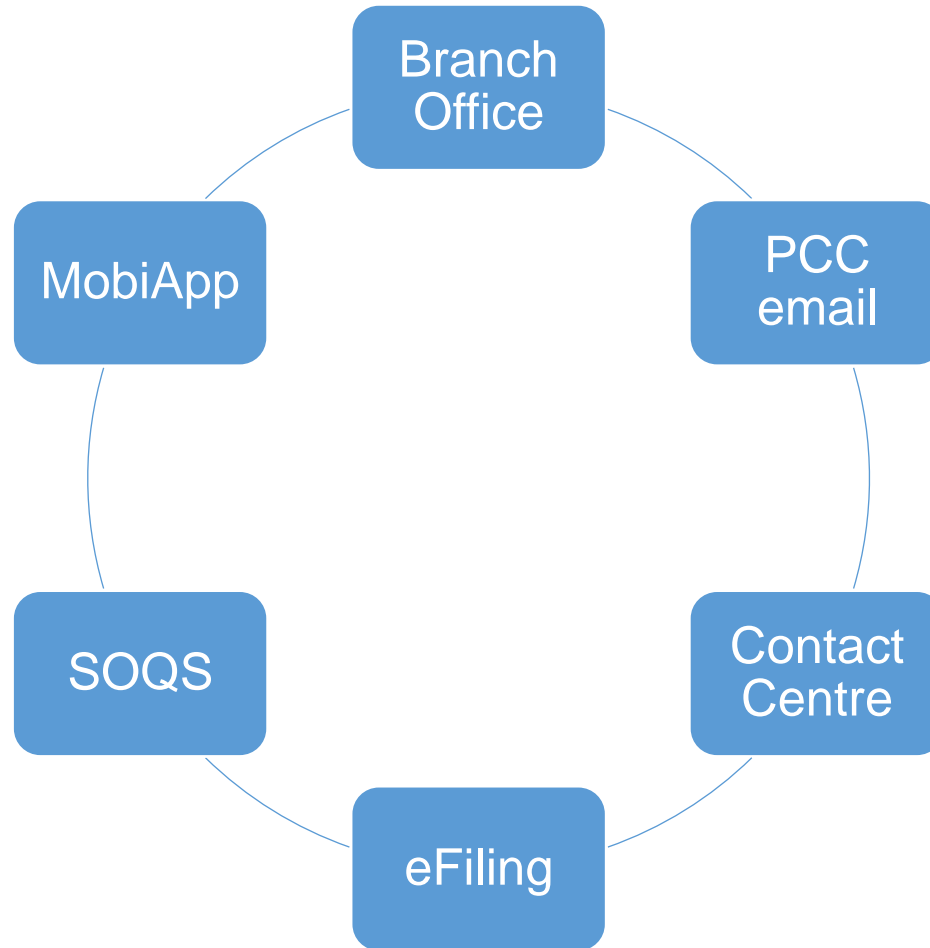 Branch
Office
PCC
email
Contact
Centre
eFiling
SOQS
MobiApp